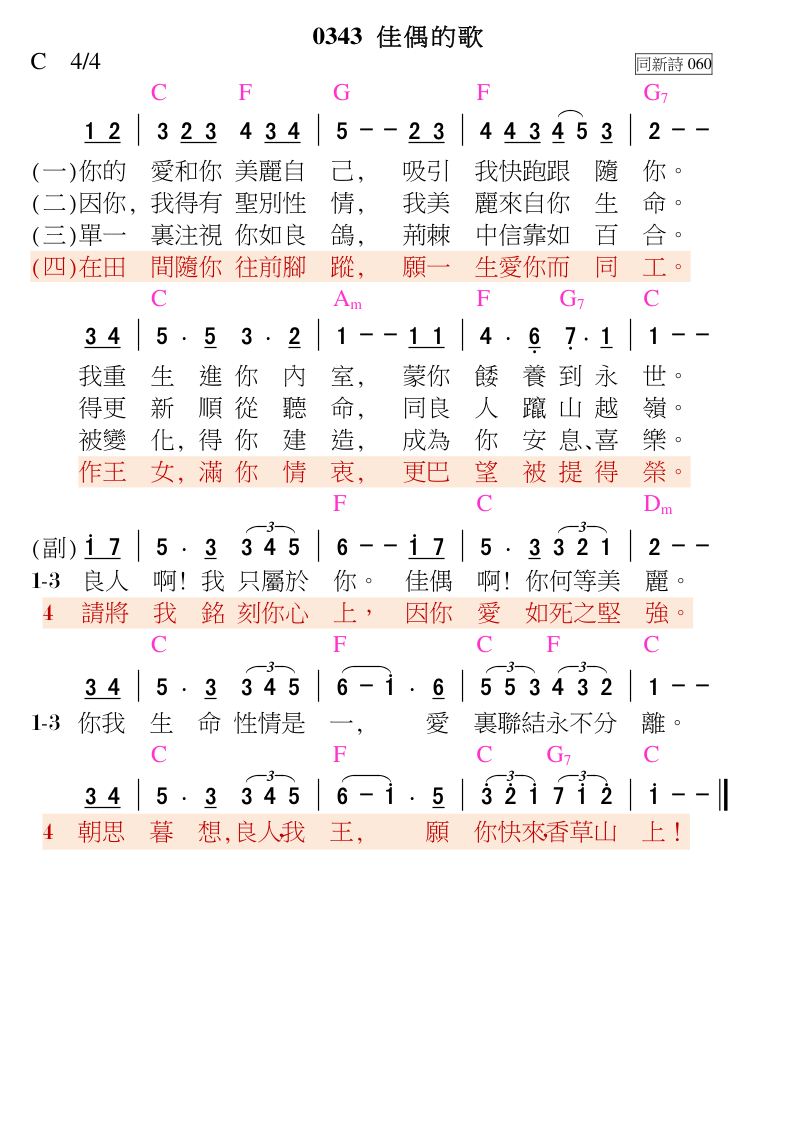 0343 佳偶的歌
C 4/4
同新詩 060
C F G F G7
1 2 | 3 2 3 4 3 4 | 5 - - 2 3 | 4 4 3 4 5 3 | 2 - -
(一)你的 愛和你 美麗自 己, 吸引 我快跑跟 隨 你。
(二)因你, 我得有 聖別性 情, 我美 麗來自你 生 命。
(三)單一 裏注視 你如良 鴿, 荊棘 中信靠如 百 合。
(四)在田 間隨你 往前腳 蹤, 願一 生愛你而 同 工。
C Am F G7 C
3 4 | 5 · 5 3 · 2 | 1 - - 1 1 | 4 · 6̣ 7̣ · 1 | 1 - -
我重 生 進 你 內 室, 蒙你 餧 養 到 永 世。
得更 新 順 從 聽 命, 同良 人 躥 山 越 嶺。
被變 化, 得 你 建 造, 成為 你 安 息、喜 樂。
作王 女, 滿 你 情 衷, 更巴 望 被 提 得 榮。
F C Dm
(副) 1̇ 7 | 5 · 3 3 4 5 | 6 - - 1̇ 7 | 5 · 3 3 2 1 | 2 - -
1-3 良人 啊! 我 只屬於 你。 佳偶 啊! 你何等美 麗。
4 請將 我 銘 刻你心 上, 因你 愛 如死之堅 強。
C F C F C
3 4 | 5 · 3 3 4 5 | 6 - 1̇ · 6 | 5 5 3 4 3 2 | 1 - -
1-3 你我 生 命 性情是 一, 愛 裏聯結永不分 離。
C F C G7 C
3 4 | 5 · 3 3 4 5 | 6 - 1̇ · 5 | 3̇ 2̇ 1̇ 7 1̇ 2̇ | 1̇ - - ‖
4 朝思 暮 想, 良人,我 王, 願 你快來,香草山 上!